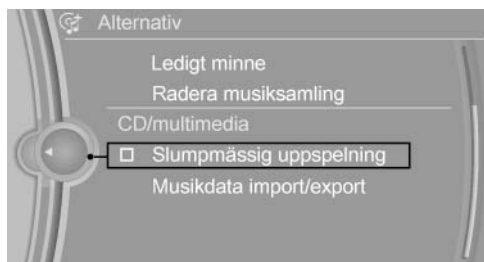 Alternativ
Ledigt minne
Radera musiksamling
CD/multimedia
Slumpmässig uppspelning
Musikdata import/export